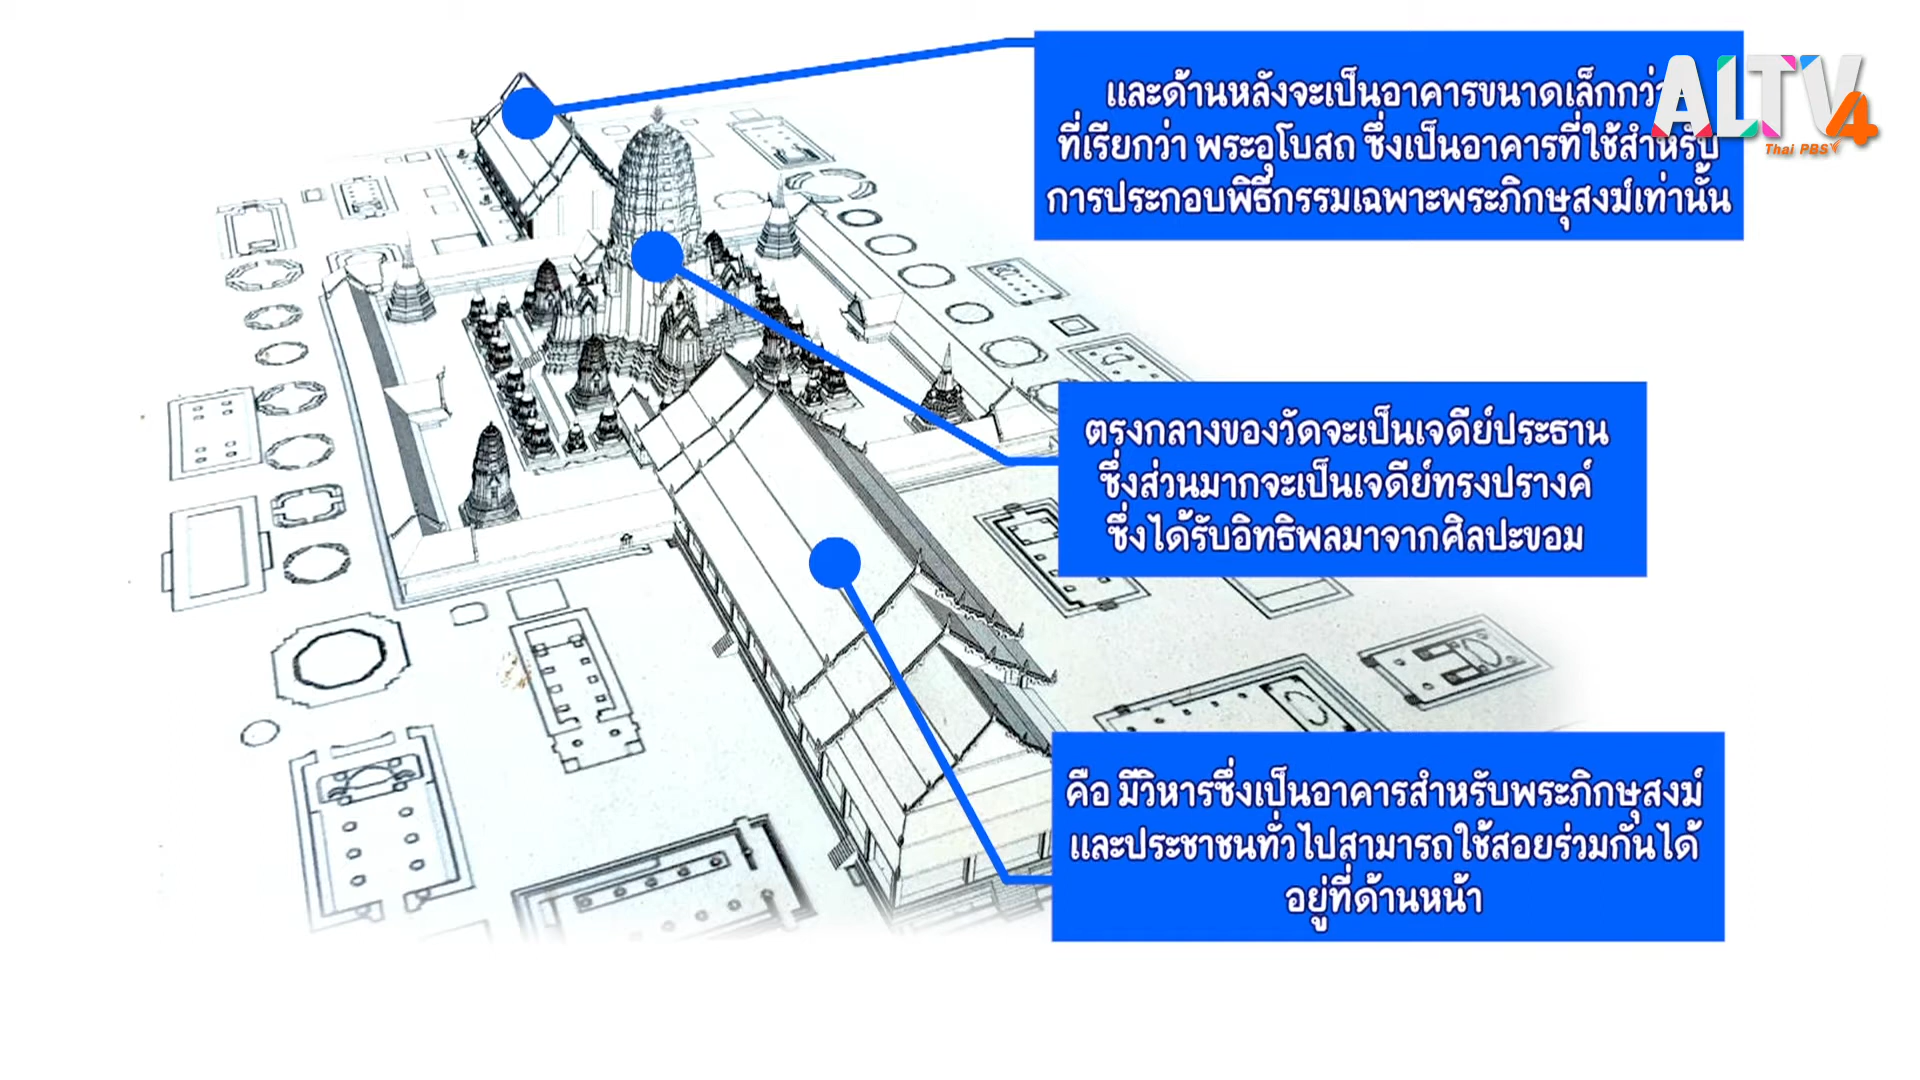 และด้านหลังจะเป็นอาคารขนาดเล็กกว่า
ที่เรียกว่า พระอุโบสถ ซึ่งเป็นอาคารที่ใช้สำหรับ
การประกอบพิธีกรรมเฉพาะพระภิกษุสงฆ์เท่านั้น
ALTV4
Thai PBS
ตรงกลางของวัดจะเป็นเจดีย์ประธาน
ซึ่งส่วนมากจะเป็นเจดีย์ทรงปรางค์
ซึ่งได้รับอิทธิพลมาจากศิลปะขอม
คือ มีวิหารซึ่งเป็นอาคารสำหรับพระภิกษุสงฆ์
และประชาชนทั่วไปสามารถใช้สอยร่วมกันได้
อยู่ที่ด้านหน้า